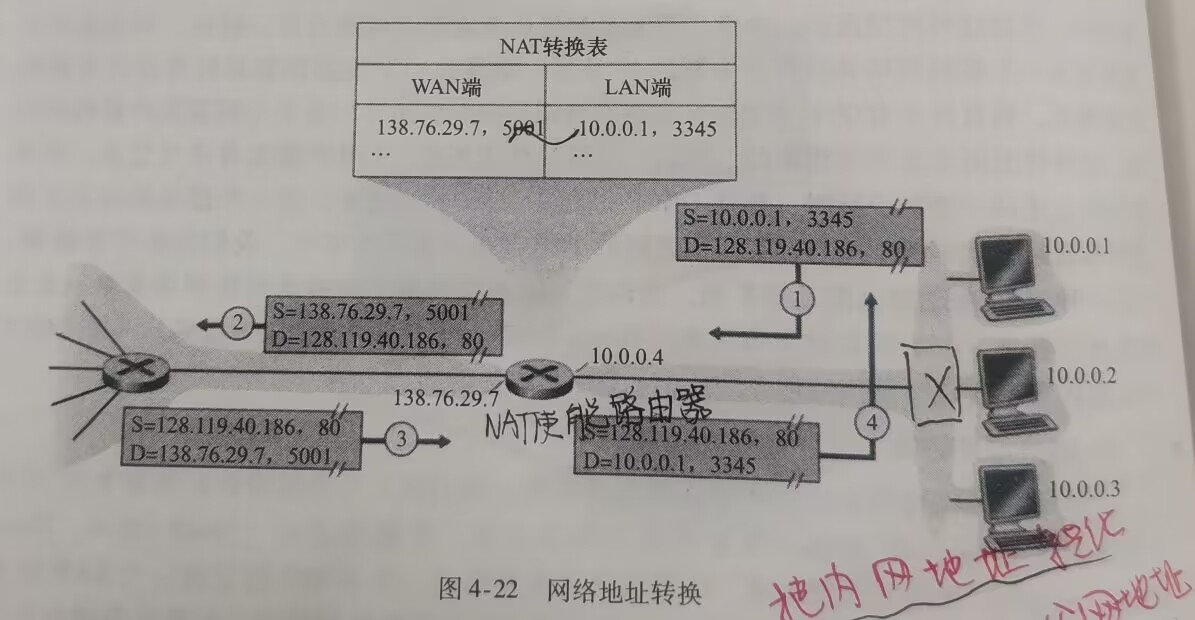 NAT转换表
WAN端
LAN端
138.76.29.7，5001
10.0.0.1，3345
…
…
S=10.0.0.1，3345
D=128.119.40.186，80
10.0.0.1
1
2
S=138.76.29.7，5001
D=128.119.40.186，80
10.0.0.4
138.76.29.7
10.0.0.2
X
NAT使能路由器
S=128.119.40.186，80
D=138.76.29.7，5001
3
S=128.119.40.186，80
D=10.0.0.1，3345
4
10.0.0.3
图4-22 网络地址转换
把内网地址
网地址